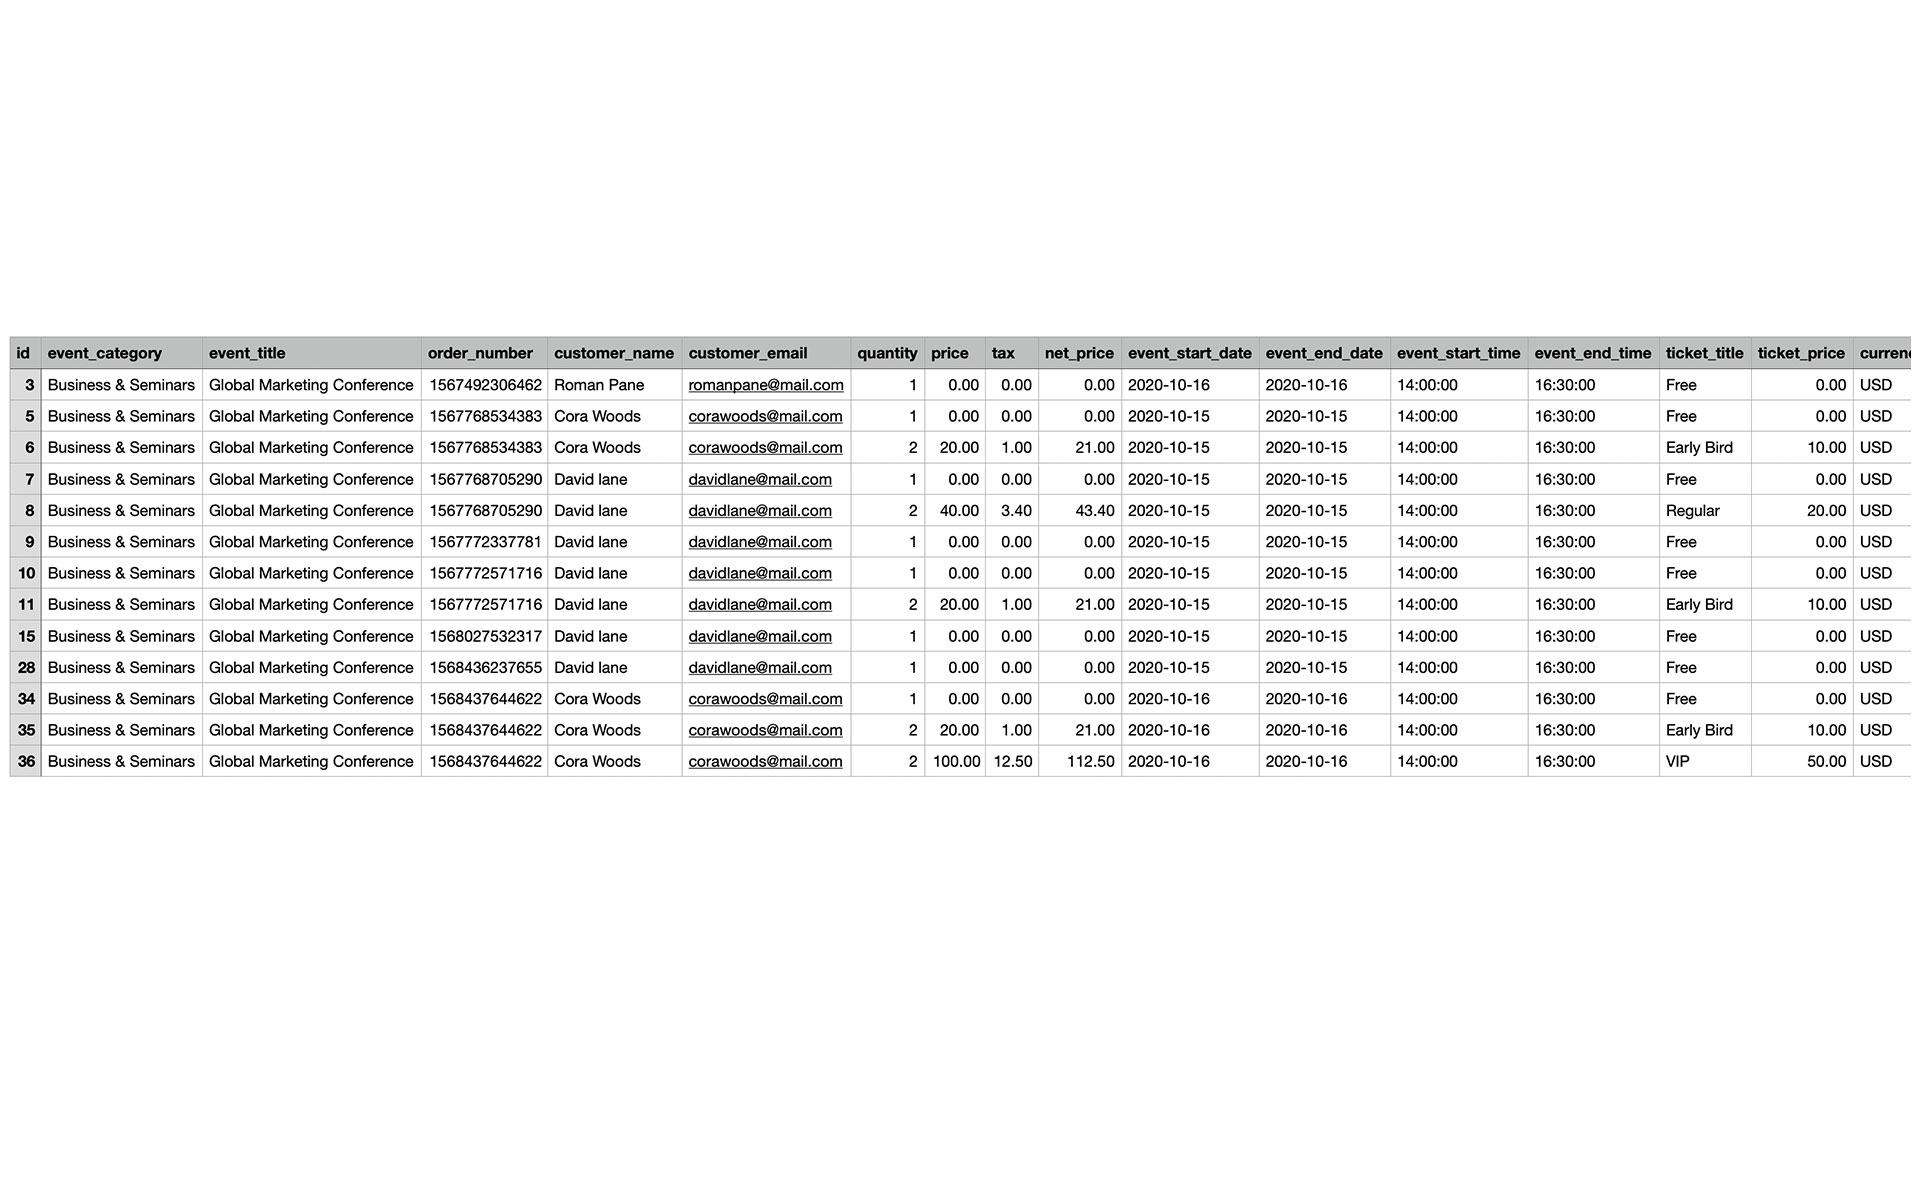 id event_category event_title order_number customer_name customer_email quantity price tax net_price event_start_date event_end_date event_start_time event_end_time ticket_title ticket_price currenc
3 Business & Seminars Global Marketing Conference 1567492306462 Roman Pane romanpane@mail.com 1 0.00 0.00 0.00 2020-10-16 2020-10-16 14:00:00 16:30:00 Free 0.00 USD
5 Business & Seminars Global Marketing Conference 1567768534383 Cora Woods corawoods@mail.com 1 0.00 0.00 0.00 2020-10-15 2020-10-15 14:00:00 16:30:00 Free 0.00 USD
6 Business & Seminars Global Marketing Conference 1567768534383 Cora Woods corawoods@mail.com 2 20.00 1.00 21.00 2020-10-15 2020-10-15 14:00:00 16:30:00 Early Bird 10.00 USD
7 Business & Seminars Global Marketing Conference 1567768705290 David lane davidlane@mail.com 1 0.00 0.00 0.00 2020-10-15 2020-10-15 14:00:00 16:30:00 Free 0.00 USD
8 Business & Seminars Global Marketing Conference 1567768705290 David lane davidlane@mail.com 2 40.00 3.40 43.40 2020-10-15 2020-10-15 14:00:00 16:30:00 Regular 20.00 USD
9 Business & Seminars Global Marketing Conference 1567772337781 David lane davidlane@mail.com 1 0.00 0.00 0.00 2020-10-15 2020-10-15 14:00:00 16:30:00 Free 0.00 USD
10 Business & Seminars Global Marketing Conference 1567772571716 David lane davidlane@mail.com 1 0.00 0.00 0.00 2020-10-15 2020-10-15 14:00:00 16:30:00 Free 0.00 USD
11 Business & Seminars Global Marketing Conference 1567772571716 David lane davidlane@mail.com 2 20.00 1.00 21.00 2020-10-15 2020-10-15 14:00:00 16:30:00 Early Bird 10.00 USD
15 Business & Seminars Global Marketing Conference 1568027532317 David lane davidlane@mail.com 1 0.00 0.00 0.00 2020-10-15 2020-10-15 14:00:00 16:30:00 Free 0.00 USD
28 Business & Seminars Global Marketing Conference 1568436237655 David lane davidlane@mail.com 1 0.00 0.00 0.00 2020-10-15 2020-10-15 14:00:00 16:30:00 Free 0.00 USD
34 Business & Seminars Global Marketing Conference 1568437644622 Cora Woods corawoods@mail.com 1 0.00 0.00 0.00 2020-10-16 2020-10-16 14:00:00 16:30:00 Free 0.00 USD
35 Business & Seminars Global Marketing Conference 1568437644622 Cora Woods corawoods@mail.com 2 20.00 1.00 21.00 2020-10-16 2020-10-16 14:00:00 16:30:00 Early Bird 10.00 USD
36 Business & Seminars Global Marketing Conference 1568437644622 Cora Woods corawoods@mail.com 2 100.00 12.50 112.50 2020-10-16 2020-10-16 14:00:00 16:30:00 VIP 50.00 USD